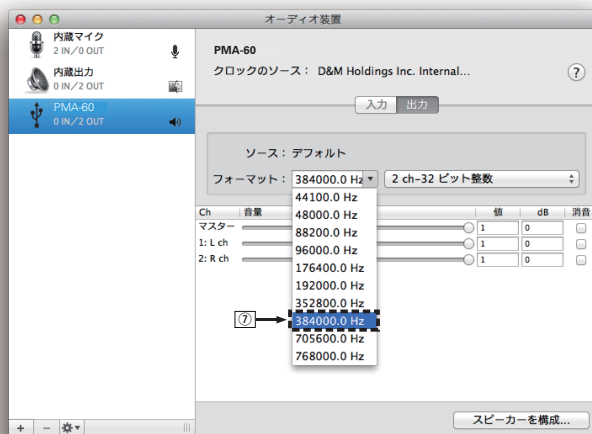 オーディオ装置
内蔵マイク
2 IN/0 OUT
内蔵出力
0 IN/2 OUT
PMA-60
0 IN/2 OUT
PMA-60
クロックのソース： D&M Holdings Inc. Internal...
?
入力 出力
ソース： デフォルト
フォーマット： 384000.0 Hz 2 ch-32 ビット整数
44100.0 Hz
48000.0 Hz
88200.0 Hz
96000.0 Hz
176400.0 Hz
192000.0 Hz
352800.0 Hz
⑦ 384000.0 Hz
705600.0 Hz
768000.0 Hz
Ch 音量 値 dB 消音
マスター 1 0
1: L ch 1 0
2: R ch 1 0
+ −
スピーカーを構成...